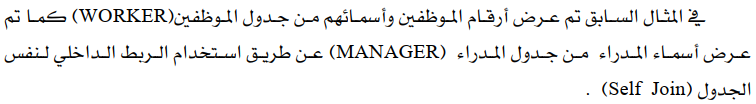 في المثال السابق تم عرض أرقام الموظفين وأسمائهم من جدول الموظفين(WORKER) كما تم
عرض أسماء المدراء من جدول المدراء (MANAGER) عن طريق استخدام الربط الداخلي لنفس
الجدول (Self Join) .